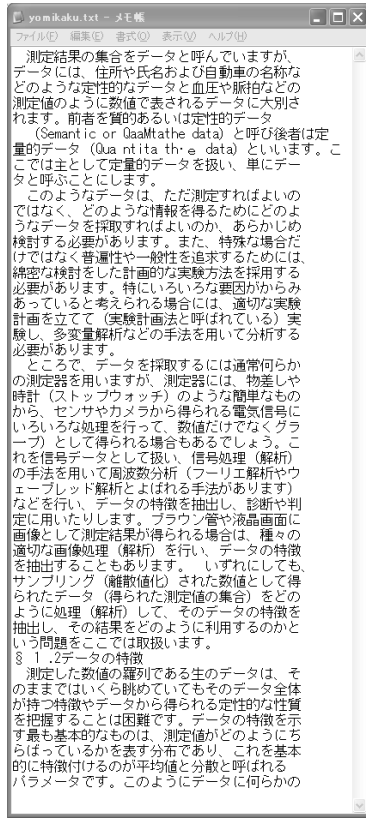 yomikaku.txt - メモ帳
ファイル(F) 編集(E) 書式(O) 表示(V) ヘルプ(H)
　測定結果の集合をデータと呼んでいますが、
データには、住所や氏名および自動車の名称な
どのような定性的なデータと血圧や脈拍などの
測定値のように数値で表されるデータに大別さ
れます。前者を質的あるいは定性的データ
　(Semantic or QaaMtathe data) と呼び後者は定
量的データ (Qua ntita th·e data) といいます。こ
こでは主として定量的データを扱い、単にデー
タと呼ぶことにします。
　このようなデータは、ただ測定すればよいの
ではなく、どのような情報を得るためにどのよ
うなデータを採取すればよいのか、あらかじめ
検討する必要があります。また、特殊な場合だ
けではなく普遍性や一般性を追求するためには、
綿密な検討をした計画的な実験方法を採用する
必要があります。特にいろいろな要因がからみ
あっていると考えられる場合には、適切な実験
計画を立てて（実験計画法と呼ばれている）実
験し、多変量解析などの手法を用いて分析する
必要があります。
　ところで、データを採取するには通常何らか
の測定器を用いますが、測定器には、物差しや
時計（ストップウォッチ）のような簡単なもの
から、センサやカメラから得られる電気信号に
いろいろな処理を行って、数値だけでなくグラ
ープ）として得られる場合もあるでしょう。こ
れを信号データとして扱い、信号処理（解析）
の手法を用いて周波数分析（フーリエ解析やウ
ェーブレッド解析とよばれる手法があります）
などを行い、データの特徴を抽出し、診断や判
定に用いたりします。ブラウン管や液晶画面に
画像として測定結果が得られる場合は、種々の
適切な画像処理（解析）を行い、データの特徴
を抽出することもあります。　いずれにしても、
サンプリング（離散値化）された数値として得
られたデータ（得られた測定値の集合）をどの
ように処理（解析）して、そのデータの特徴を
抽出し、その結果をどのように利用するのかと
いう問題をここでは取扱います。
§ 1.2データの特徴
　測定した数値の羅列である生のデータは、そ
のままではいくら眺めていてもそのデータ全体
が持つ特徴やデータから得られる定性的な性質
を把握することは困難です。データの特徴を示
す最も基本的なものは、測定値がどのようにち
らばっているかを表す分布であり、これを基本
的に特徴付けるのが平均値と分散と呼ばれる
パラメータです。このようにデータに何らかの